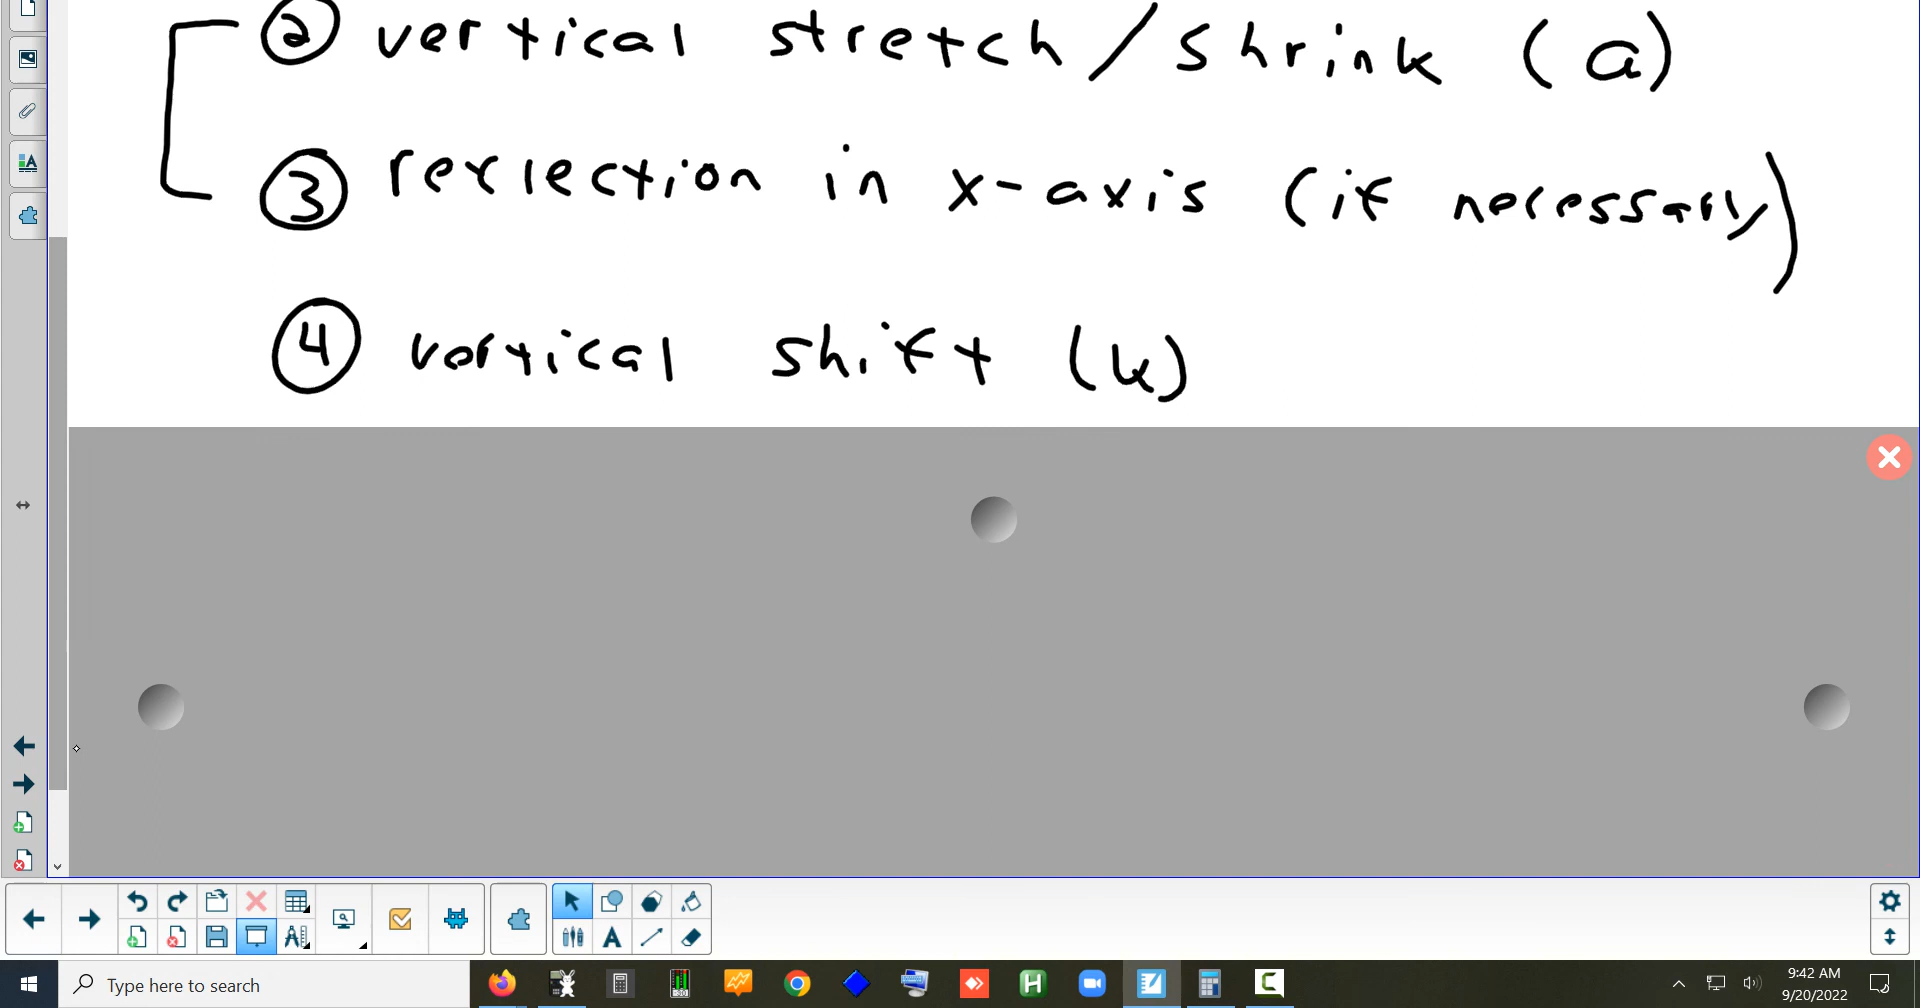 ② vertical stretch/shrink (a)
③ reflection in x-axis (if necessary)
④ vertical shift (k)
Type here to search
9:42 AM
9/20/2022